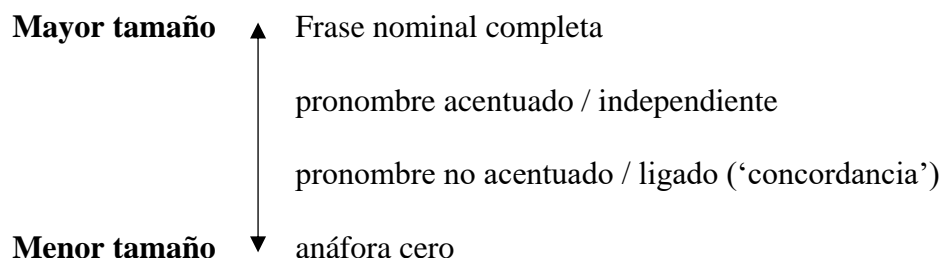 Mayor tamaño Frase nominal completa
pronombre acentuado / independiente
pronombre no acentuado / ligado (‘concordancia’)
Menor tamaño anáfora cero